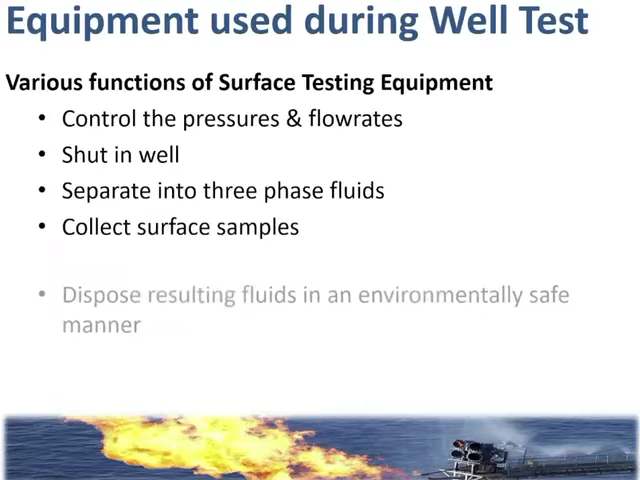 Equipment used during Well Test
Various functions of Surface Testing Equipment
• Control the pressures & flowrates
• Shut in well
• Separate into three phase fluids
• Collect surface samples
• Dispose resulting fluids in an environmentally safe
manner